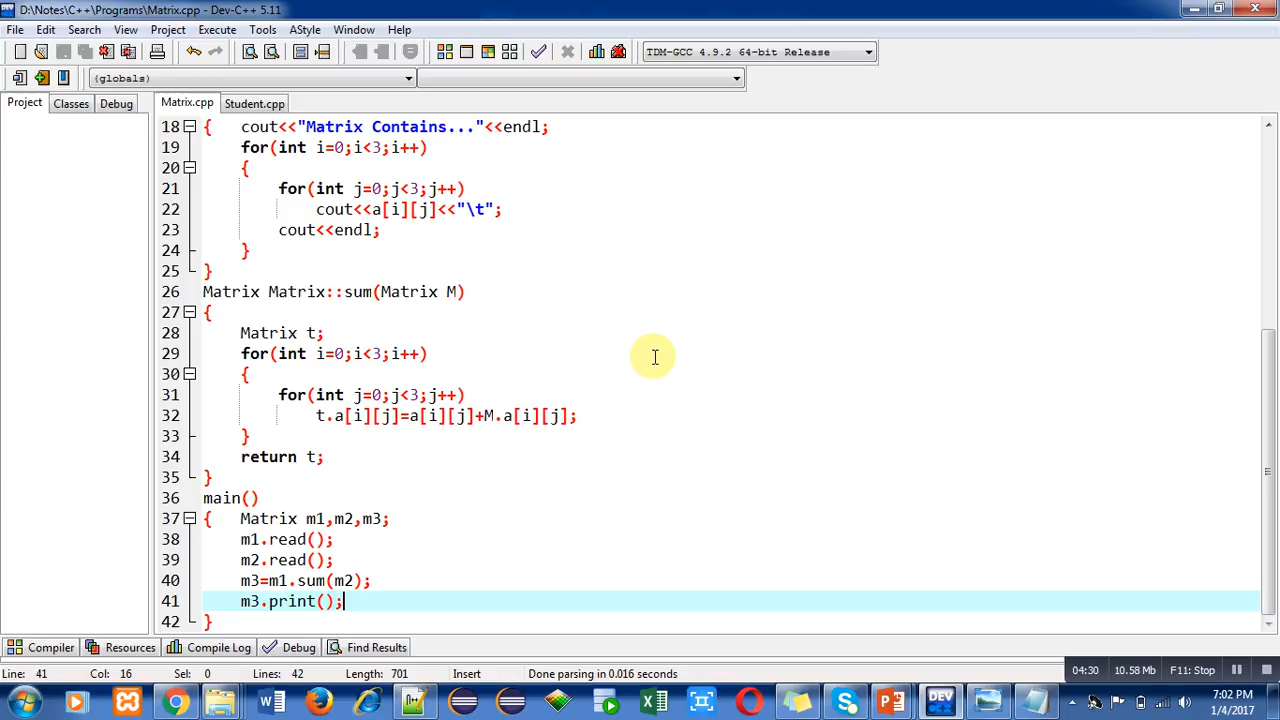 D:\Notes\C++\Programs\Matrix.cpp - Dev-C++ 5.11
File Edit Search View Project Execute Tools AStyle Window Help
TDM-GCC 4.9.2 64-bit Release
(globals)
Project Classes Debug Matrix.cpp Student.cpp
18 { cout<<"Matrix Contains..."<<endl;
19 for(int i=0;i<3;i++)
20 {
21 for(int j=0;j<3;j++)
22 cout<<a[i][j]<<"\t";
23 cout<<endl;
24 }
25 }
26 Matrix Matrix::sum(Matrix M)
27 {
28 Matrix t;
29 for(int i=0;i<3;i++)
30 {
31 for(int j=0;j<3;j++)
32 t.a[i][j]=a[i][j]+M.a[i][j];
33 }
34 return t;
35 }
36 main()
37 { Matrix m1,m2,m3;
38 m1.read();
39 m2.read();
40 m3=m1.sum(m2);
41 m3.print();
42 }
Compiler Resources Compile Log Debug Find Results
Line: 41 Col: 16 Sel: 0 Lines: 42 Length: 701 Insert Done parsing in 0.016 seconds
04:30 10.58 Mb F11: Stop
7:02 PM
1/4/2017